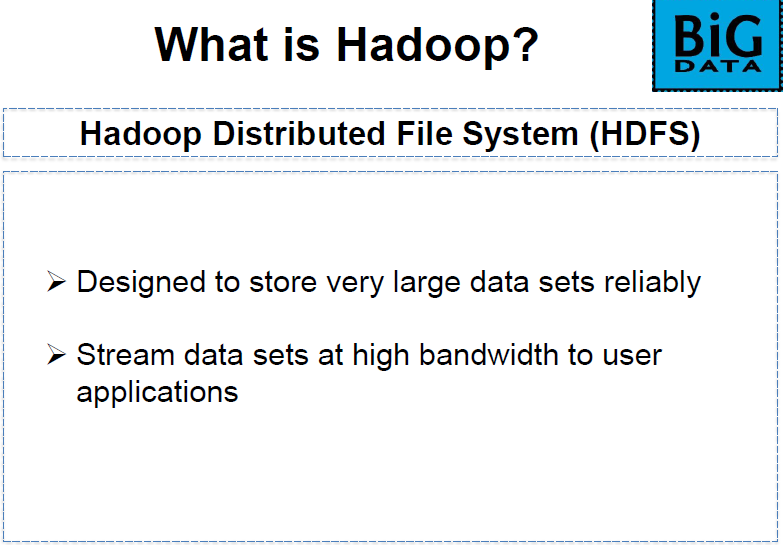 What is Hadoop?
BiG
DATA
Hadoop Distributed File System (HDFS)
➢ Designed to store very large data sets reliably
➢ Stream data sets at high bandwidth to user
applications